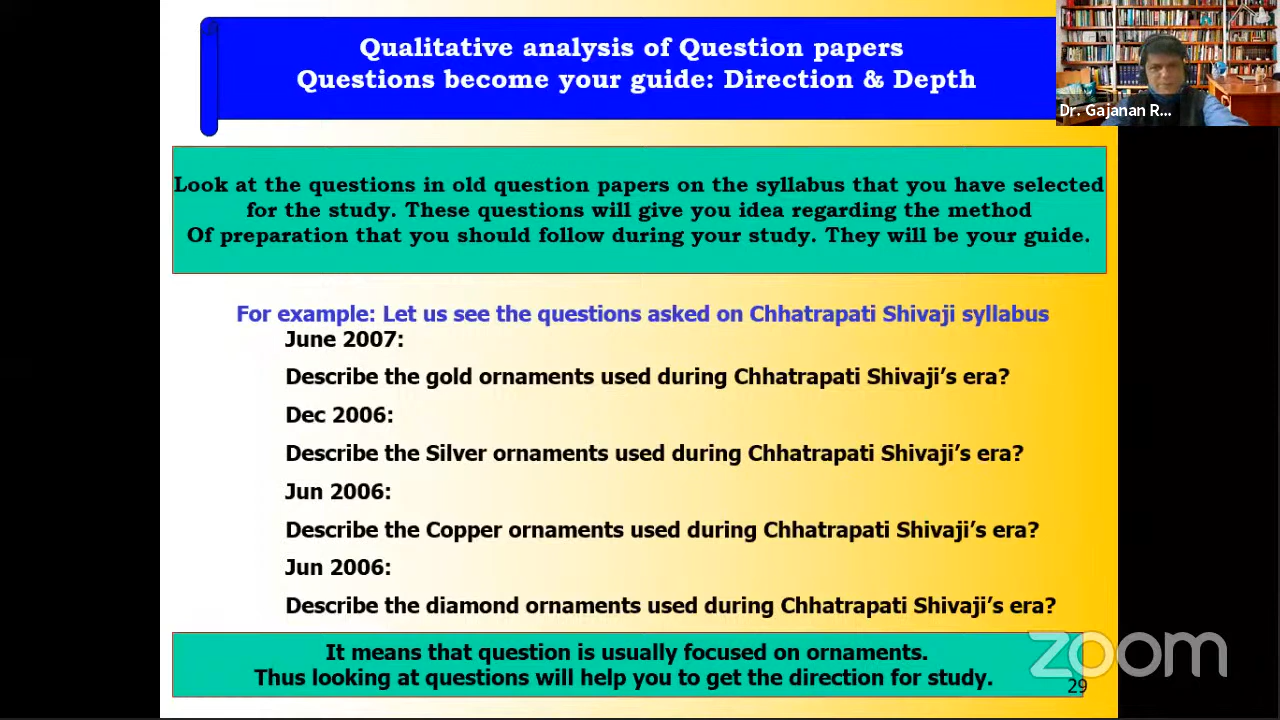 Qualitative analysis of Question papers
Questions become your guide: Direction & Depth
Dr. Gajanan R...
Look at the questions in old question papers on the syllabus that you have selected
for the study. These questions will give you idea regarding the method
Of preparation that you should follow during your study. They will be your guide.
For example: Let us see the questions asked on Chhatrapati Shivaji syllabus
June 2007:
Describe the gold ornaments used during Chhatrapati Shivaji’s era?
Dec 2006:
Describe the Silver ornaments used during Chhatrapati Shivaji’s era?
Jun 2006:
Describe the Copper ornaments used during Chhatrapati Shivaji’s era?
Jun 2006:
Describe the diamond ornaments used during Chhatrapati Shivaji’s era?
It means that question is usually focused on ornaments.
Thus looking at questions will help you to get the direction for study.
zoom
29